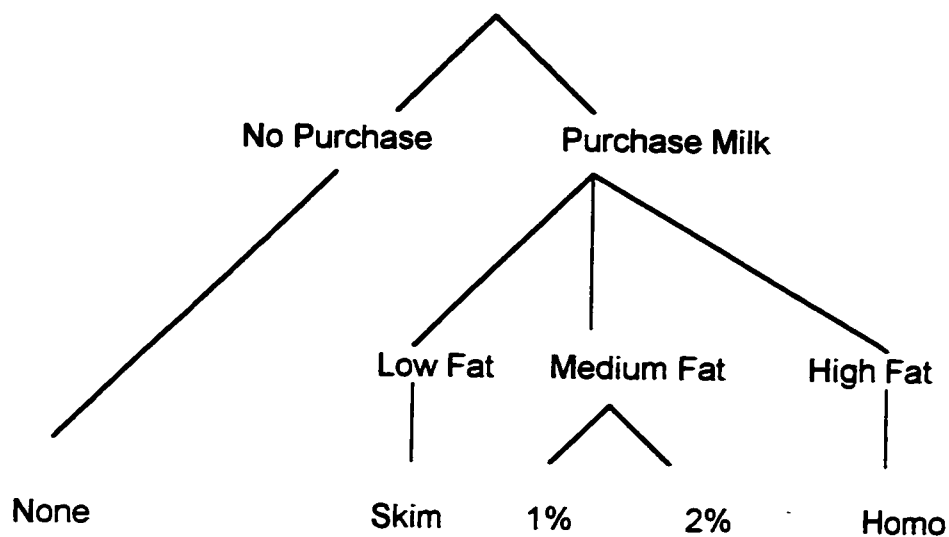 No Purchase Purchase Milk
Low Fat Medium Fat High Fat
None Skim 1% 2% Homo